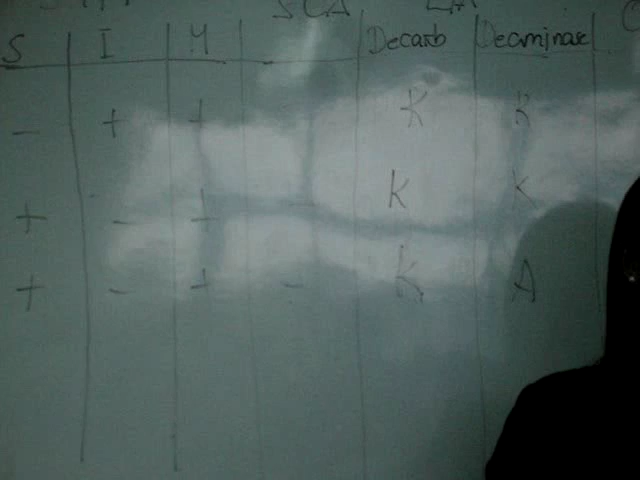 SCA
S I M Decarb Deaminase
- + + K K
+ - + - K K
+ - + - K A